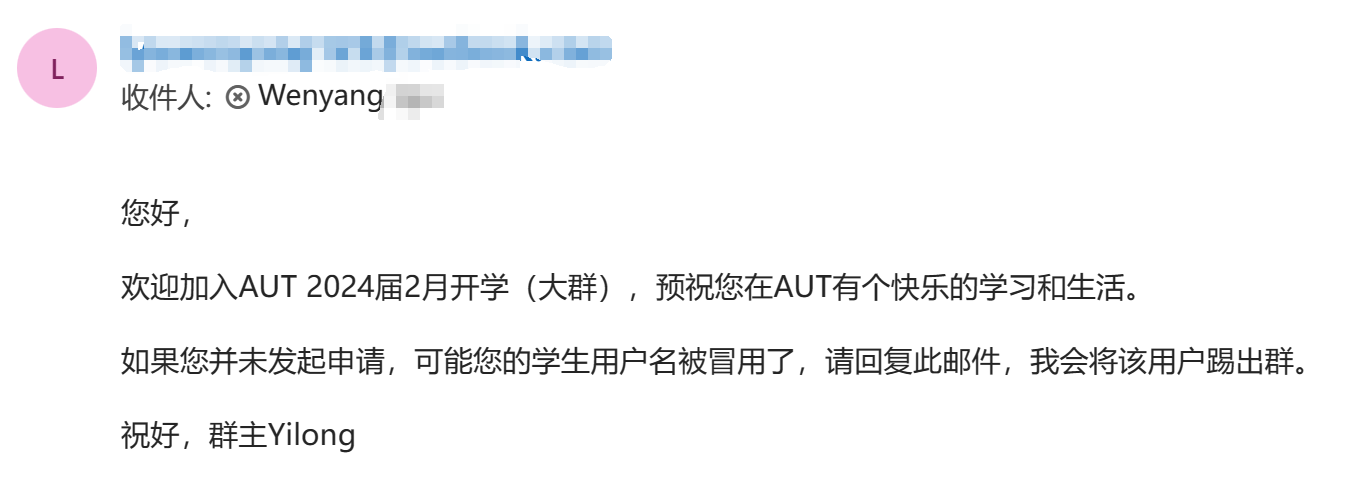 L
收件人: Wenyang
您好，
欢迎加入AUT 2024届2月开学（大群），预祝您在AUT有个快乐的学习和生活。
如果您并未发起申请，可能您的学生用户名被冒用了，请回复此邮件，我会将该用户踢出群。
祝好，群主Yilong